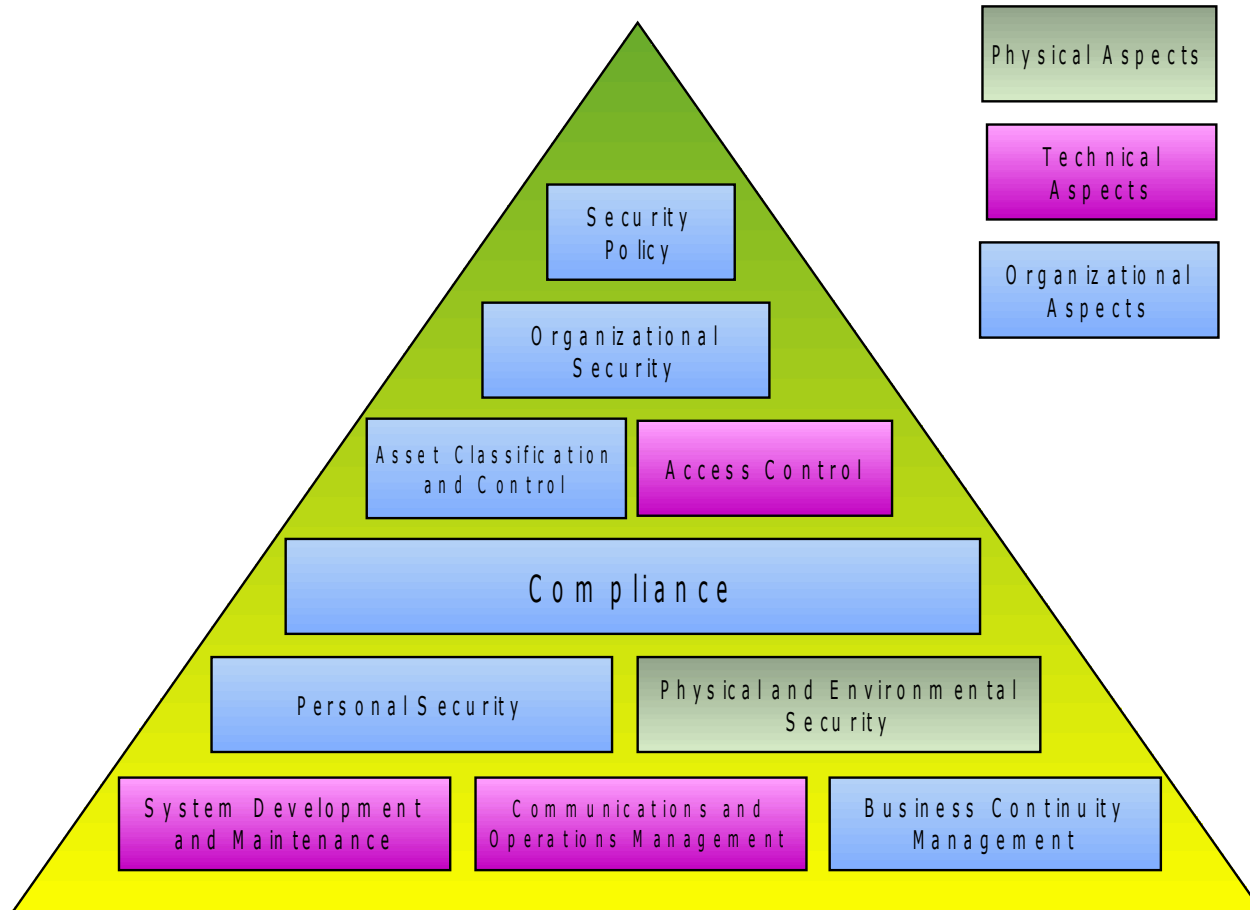 Physical Aspects
Technical
Aspects
Organizational
Aspects
Security
Policy
Organizational
Security
Asset Classification
and Control
Access Control
Compliance
Personal Security
Physical and Environmental
Security
System Development
and Maintenance
Communications and
Operations Management
Business Continuity
Management